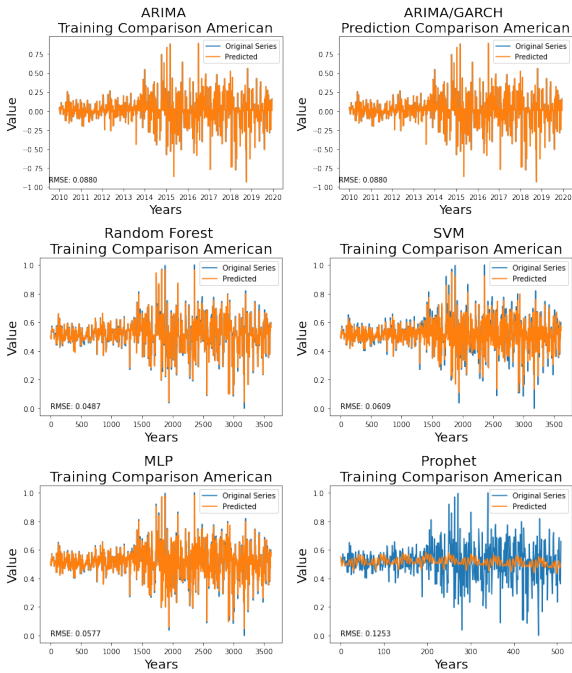 ARIMA
Training Comparison American
Value
1.00
0.75
0.50
0.25
0.00
−0.25
−0.50
−0.75
−1.00
Original Series
Predicted
RMSE: 0.0880
2010 2011 2012 2013 2014 2015 2016 2017 2018 2019 2020
Years
ARIMA/GARCH
Prediction Comparison American
Value
0.75
0.50
0.25
0.00
−0.25
−0.50
−0.75
−1.00
Original Series
Predicted
RMSE: 0.0880
2010 2011 2012 2013 2014 2015 2016 2017 2018 2019 2020
Years
Random Forest
Training Comparison American
Value
1.0
0.8
0.6
0.4
0.2
0.0
Original Series
Predicted
RMSE: 0.0487
0 500 1000 1500 2000 2500 3000 3500
Years
SVM
Training Comparison American
Value
1.0
0.8
0.6
0.4
0.2
0.0
Original Series
Predicted
RMSE: 0.0609
0 500 1000 1500 2000 2500 3000 3500
Years
MLP
Training Comparison American
Value
1.0
0.8
0.6
0.4
0.2
0.0
Original Series
Predicted
RMSE: 0.0577
0 500 1000 1500 2000 2500 3000 3500
Years
Prophet
Training Comparison American
Value
1.0
0.8
0.6
0.4
0.2
0.0
Original Series
Predicted
RMSE: 0.1253
0 100 200 300 400 500
Years